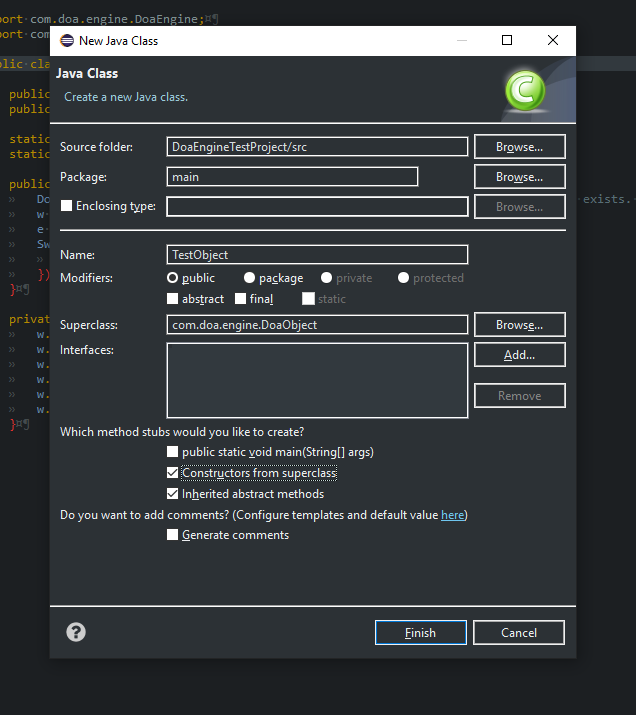 port com.doa.engine.DoaEngine;¤¶
port com.d
New Java Class
blic cla
Java Class
Create a new Java class.
public
public
static
static
public
Do
exists.
w
e
Sw
})
}¤¶
privat
w.
w.
w.
w.
w.
}¤¶
Source folder: DoaEngineTestProject/src Browse...
Package: main Browse...
Enclosing type: Browse...
Name: TestObject
Modifiers: public package private protected
abstract final static
Superclass: com.doa.engine.DoaObject Browse...
Interfaces: Add...
Remove
Which method stubs would you like to create?
public static void main(String[] args)
Constructors from superclass
Inherited abstract methods
Do you want to add comments? (Configure templates and default value here)
Generate comments
? Finish Cancel